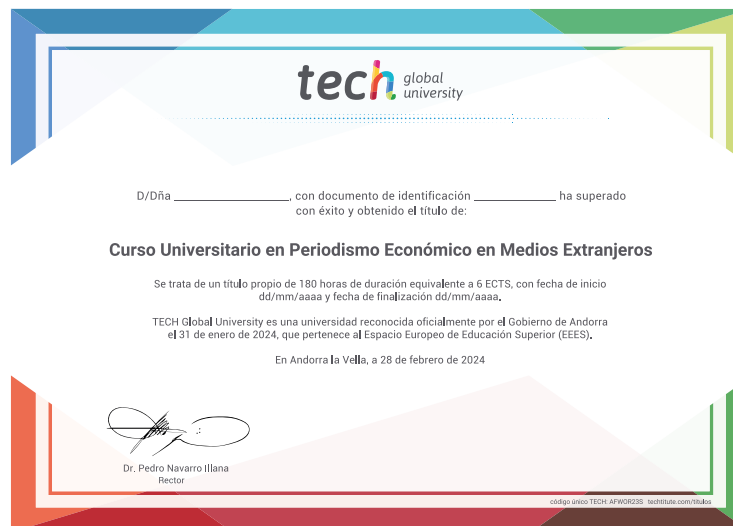 tech global university
D/Dña ____________, con documento de identificación ____________ ha superado
con éxito y obtenido el título de:
Curso Universitario en Periodismo Económico en Medios Extranjeros
Se trata de un título propio de 180 horas de duración equivalente a 6 ECTS, con fecha de inicio
dd/mm/aaaa y fecha de finalización dd/mm/aaaa.
TECH Global University es una universidad reconocida oficialmente por el Gobierno de Andorra
el 31 de enero de 2024, que pertenece al Espacio Europeo de Educación Superior (EEES).
En Andorra la Vella, a 28 de febrero de 2024
Dr. Pedro Navarro Illana
Rector
código único TECH: AFWOR23S techtitute.com/titulos